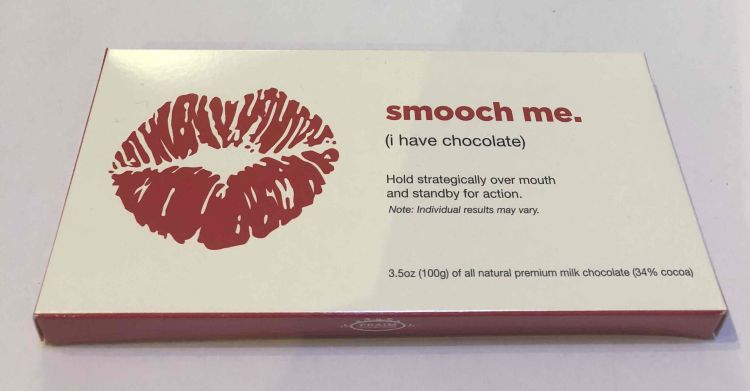 smooch me.
(i have chocolate)
Hold strategically over mouth
and standby for action.
Note: Individual results may vary.
3.5oz (100g) of all natural premium milk chocolate (34% cocoa)
PRAIM